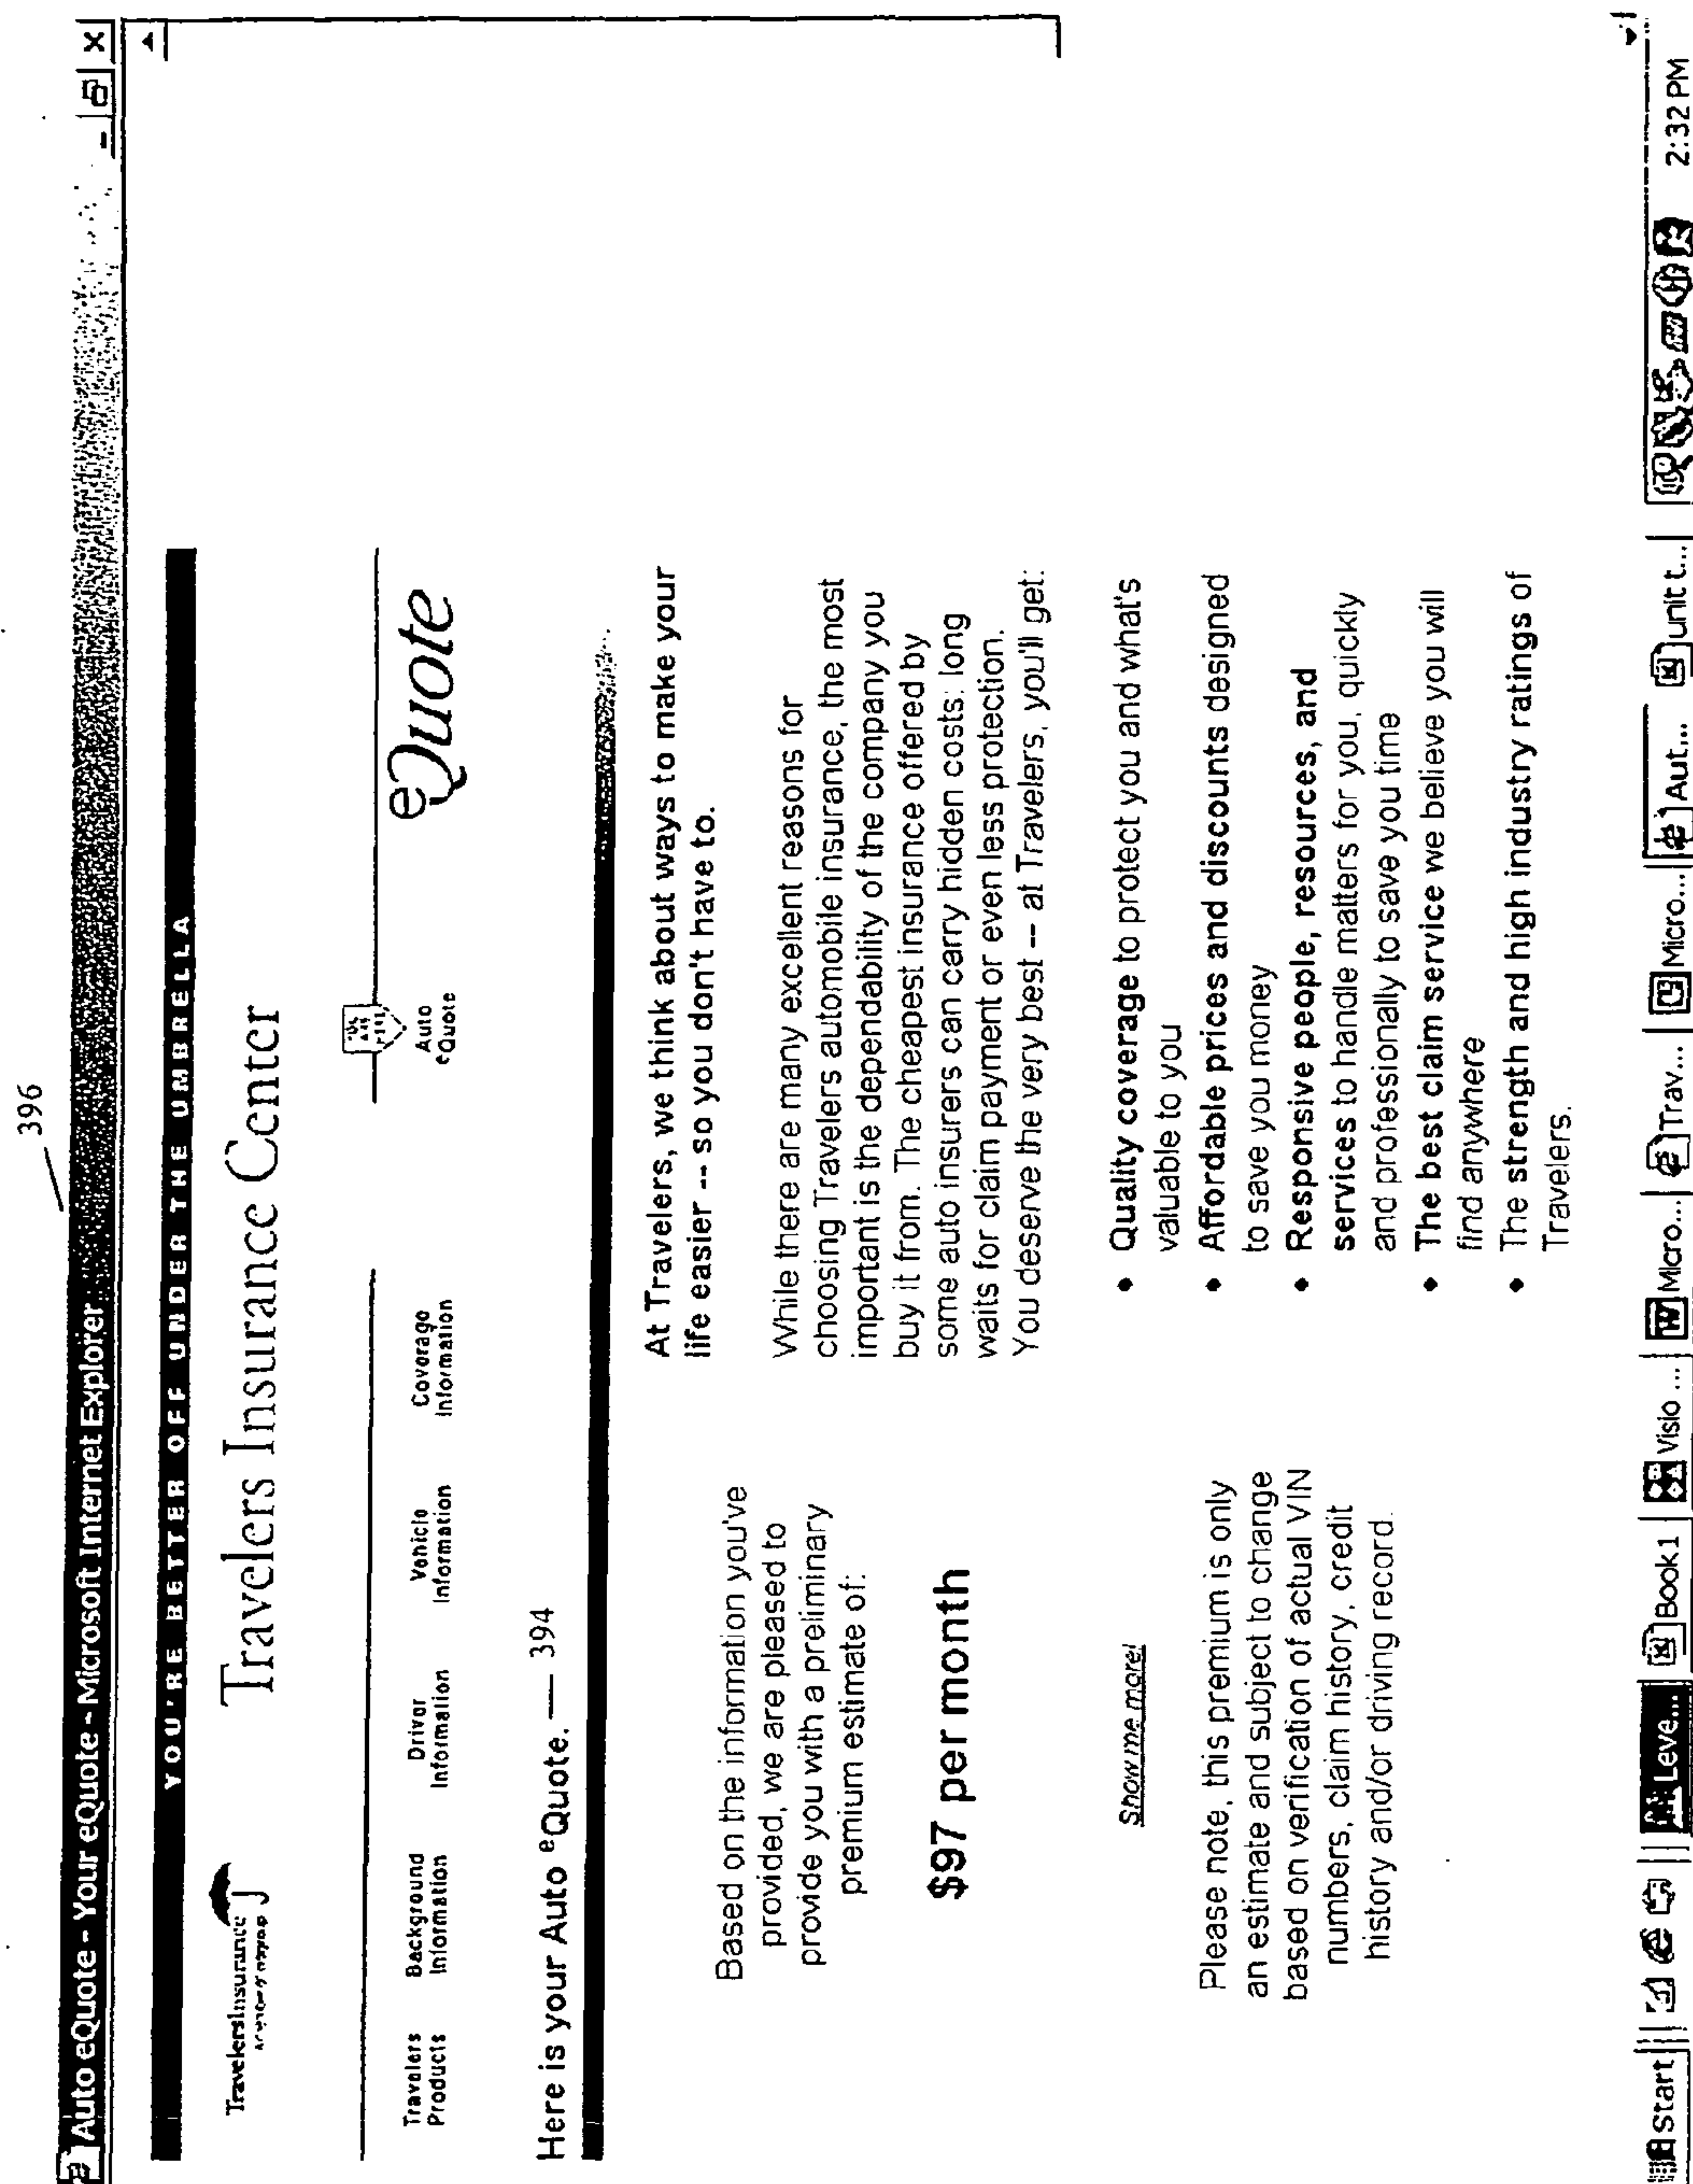 396
Auto eQuote - Your eQuote - Microsoft Internet Explorer
YOU'RE BETTER OFF UNDER THE UMBRELLA
TravelersInsurance
Travelers Insurance Center
Travelers
Products
Background
Information
Driver
Information
Vehicle
Information
Coverage
Information
Auto
eQuote
eQuote
Here is your Auto eQuote. — 394
Based on the information you've
provided, we are pleased to
provide you with a preliminary
premium estimate of:
$97 per month
Show me more!
Please note, this premium is only
an estimate and subject to change
based on verification of actual VIN
numbers, claim history, credit
history and/or driving record.
At Travelers, we think about ways to make your
life easier -- so you don't have to.
While there are many excellent reasons for
choosing Travelers automobile insurance, the most
important is the dependability of the company you
buy it from. The cheapest insurance offered by
some auto insurers can carry hidden costs: long
waits for claim payment or even less protection.
You deserve the very best -- at Travelers, you'll get:
• Quality coverage to protect you and what's
valuable to you
• Affordable prices and discounts designed
to save you money
• Responsive people, resources, and
services to handle matters for you, quickly
and professionally to save you time
• The best claim service we believe you will
find anywhere
• The strength and high industry ratings of
Travelers.
Start Leve... Book1 Visio ... Micro... Trav... Micro... Aut... unit t... 2:32 PM